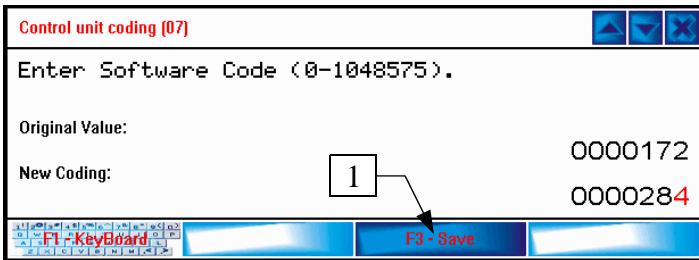 Control unit coding (07)
Enter Software Code (0-1048575).
Original Value:
0000172
New Coding:
1
0000284
F1 - KeyBoard
F3 - Save